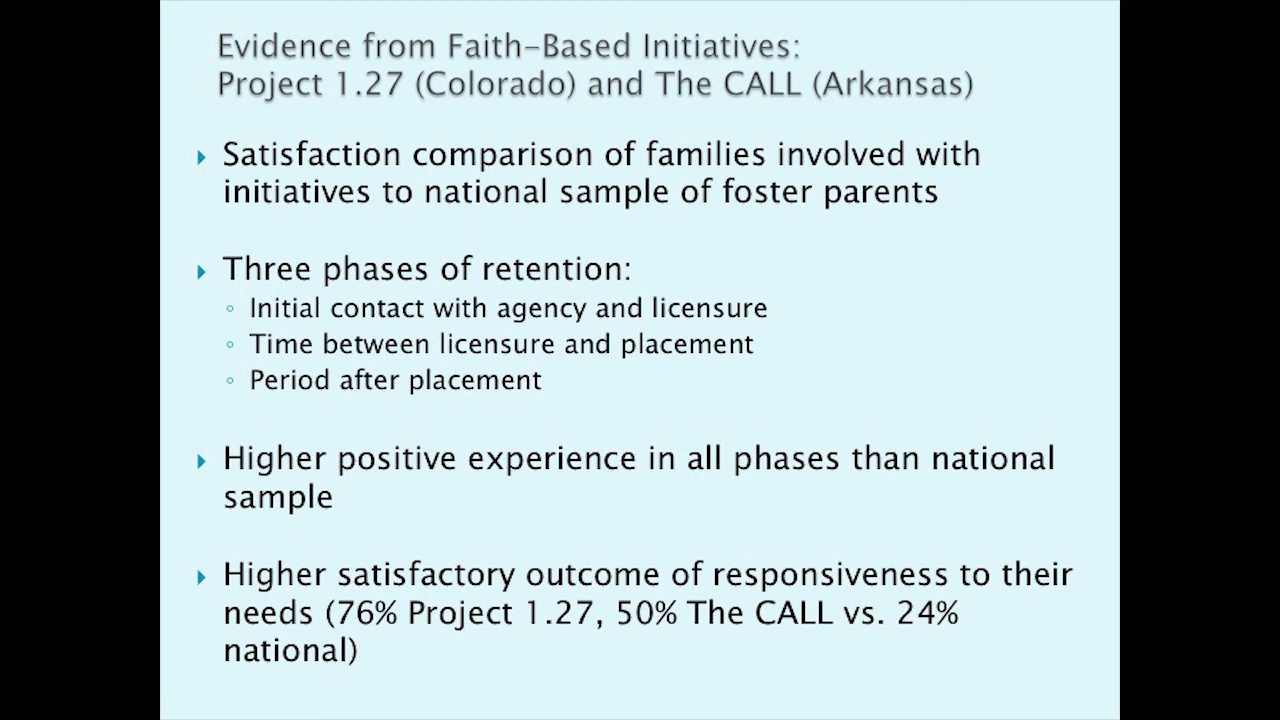 Evidence from Faith-Based Initiatives:
Project 1.27 (Colorado) and The CALL (Arkansas)
Satisfaction comparison of families involved with
initiatives to national sample of foster parents
Three phases of retention:
Initial contact with agency and licensure
Time between licensure and placement
Period after placement
Higher positive experience in all phases than national
sample
Higher satisfactory outcome of responsiveness to their
needs (76% Project 1.27, 50% The CALL vs. 24%
national)